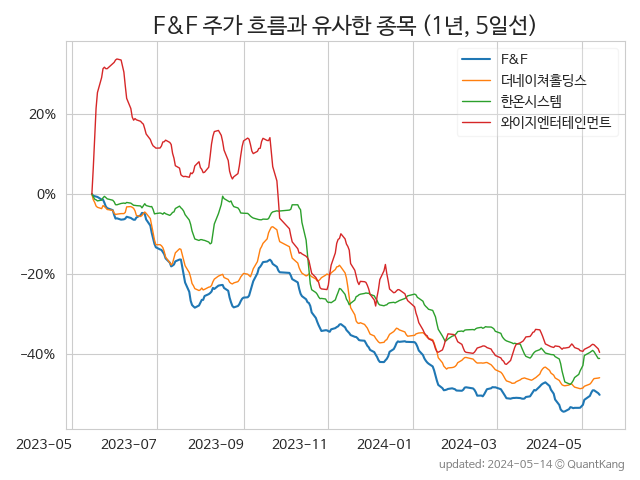 F&F 주가 흐름과 유사한 종목 (1년, 5일선)
F&F
더네이쳐홀딩스
한온시스템
와이지엔터테인먼트
20%
0%
−20%
−40%
2023-05 2023-07 2023-09 2023-11 2024-01 2024-03 2024-05
updated: 2024-05-14 © QuantKang